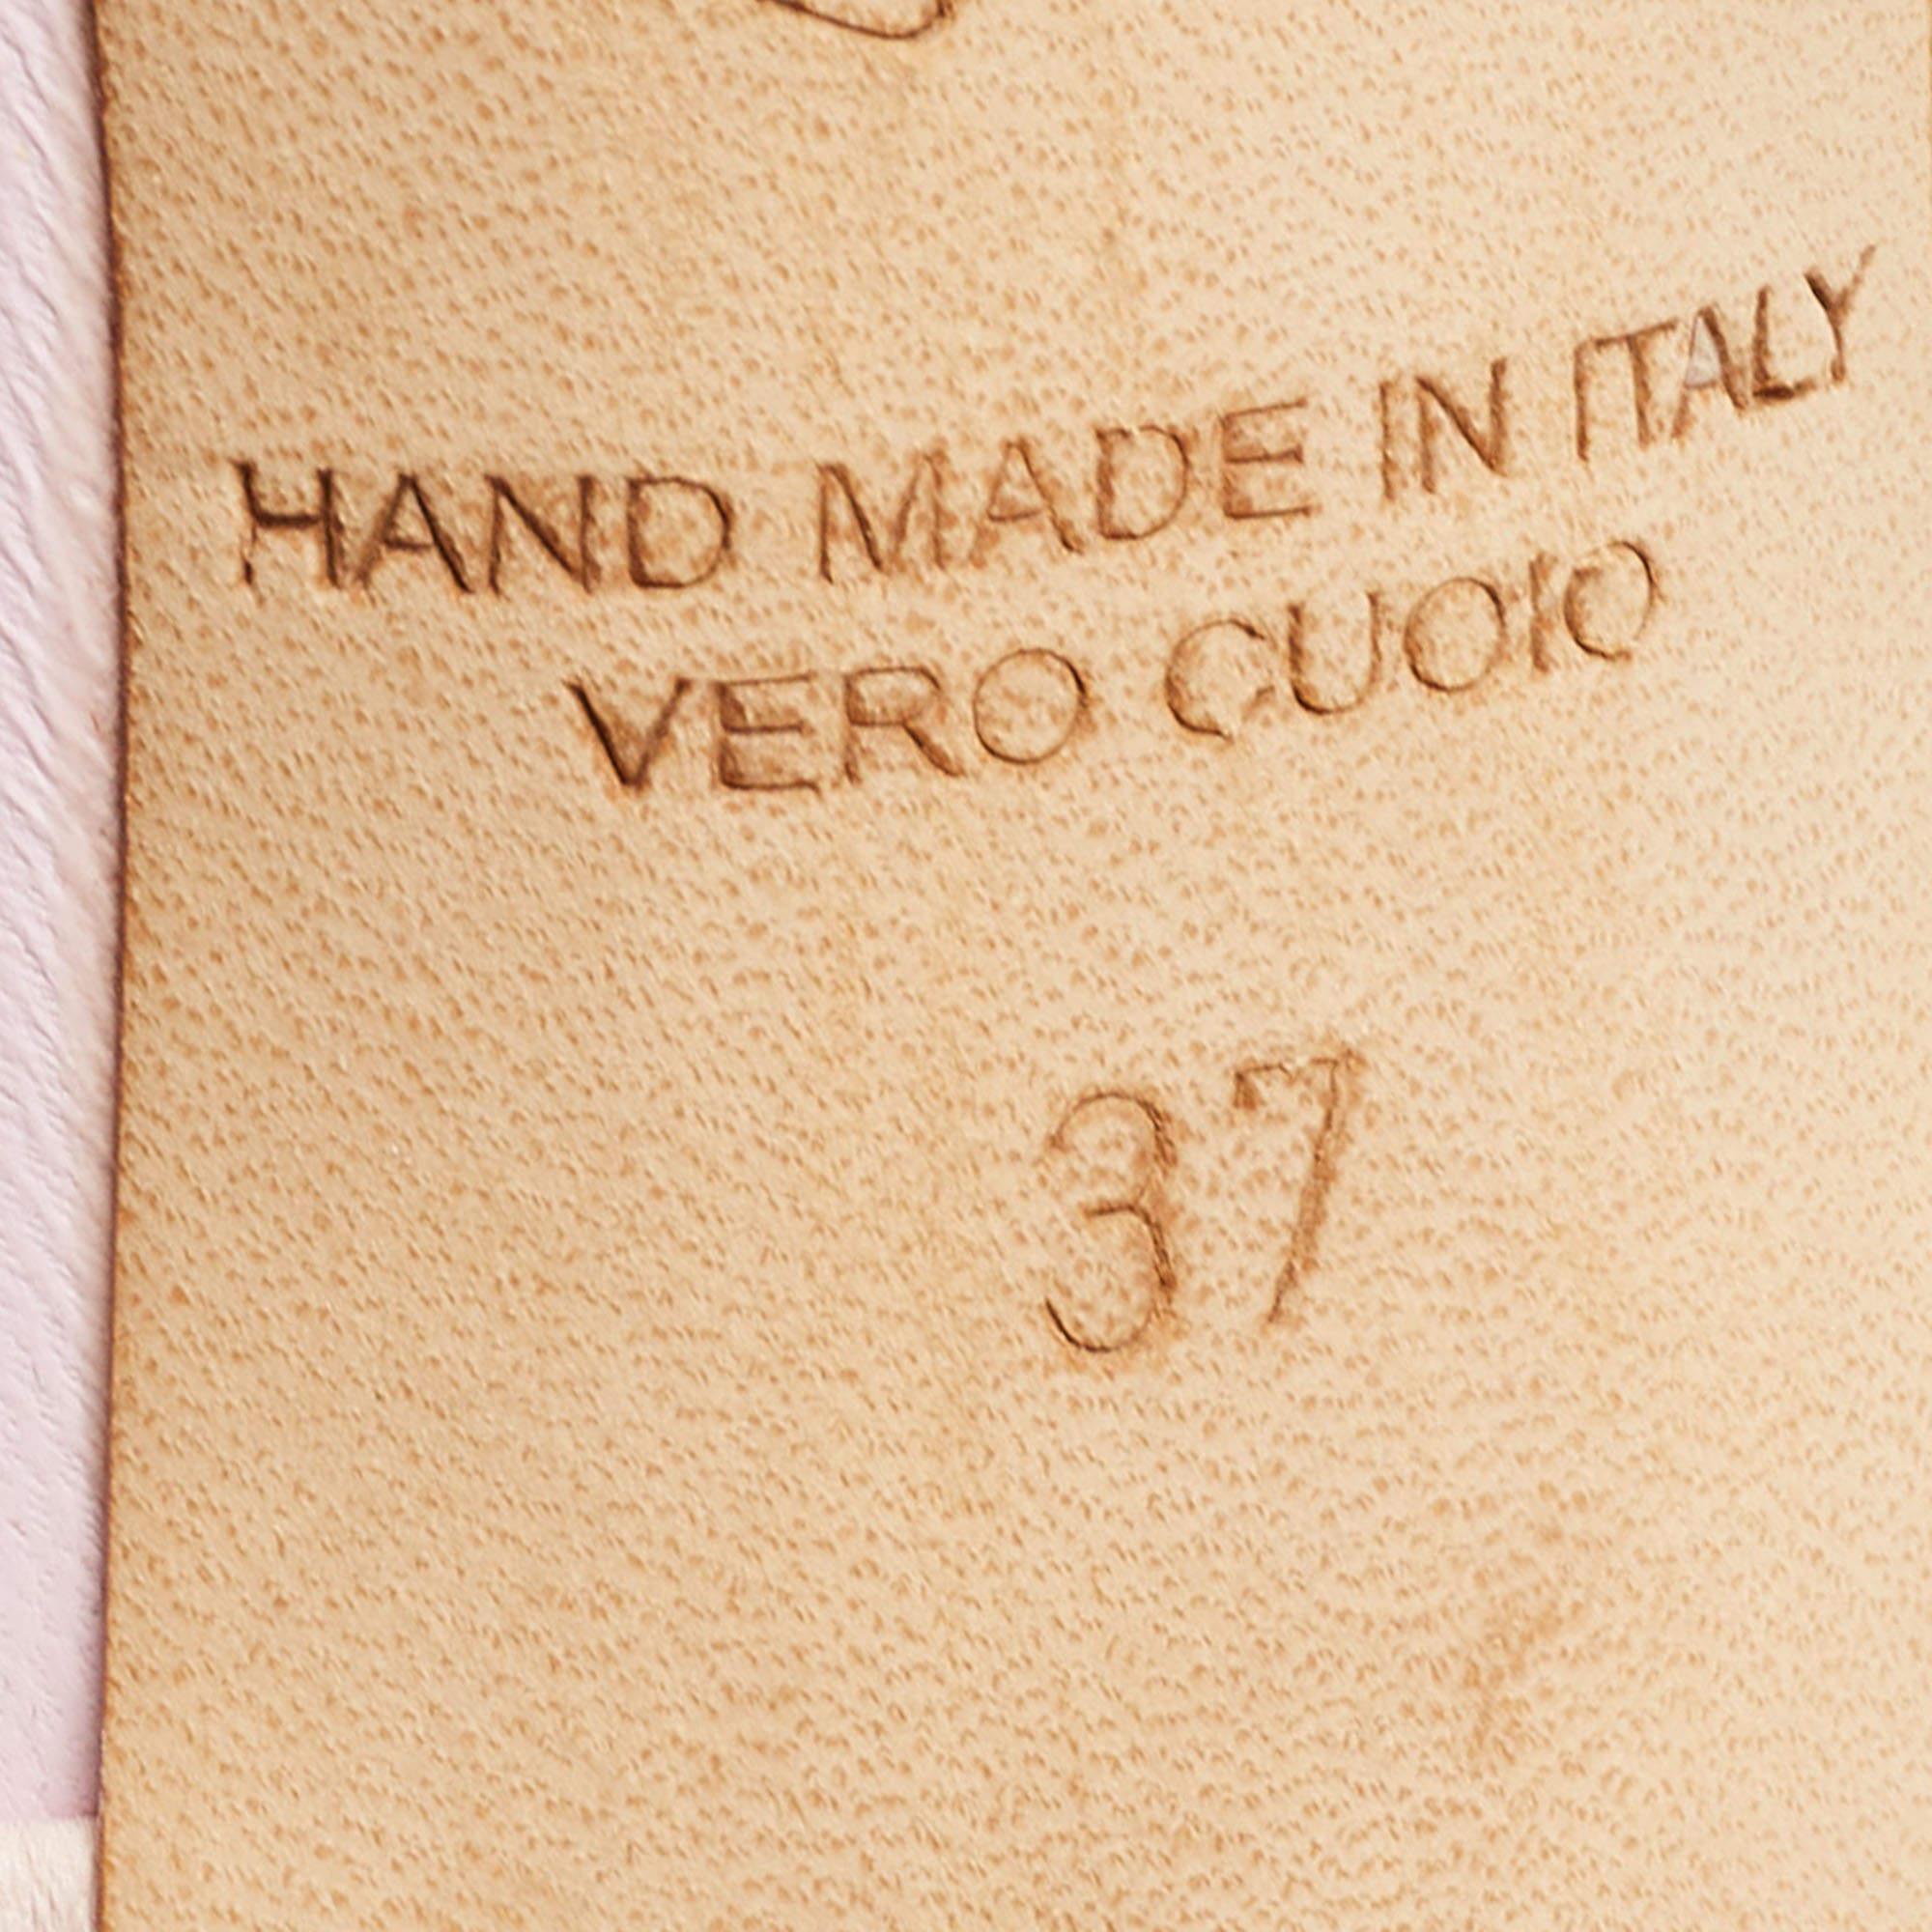 HAND MADE IN ITALY
VERO CUOIO
37